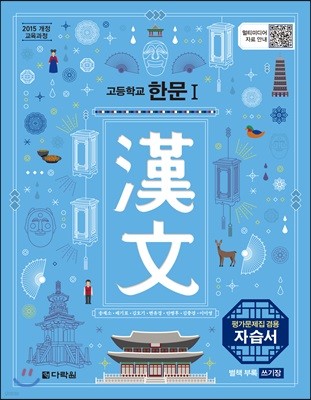 2015 개정
교육과정
멀티미디어
자료 안내
고등학교 한문 I
漢文
평가문제집 겸용
자습서
별책 부록 쓰기장
다락원